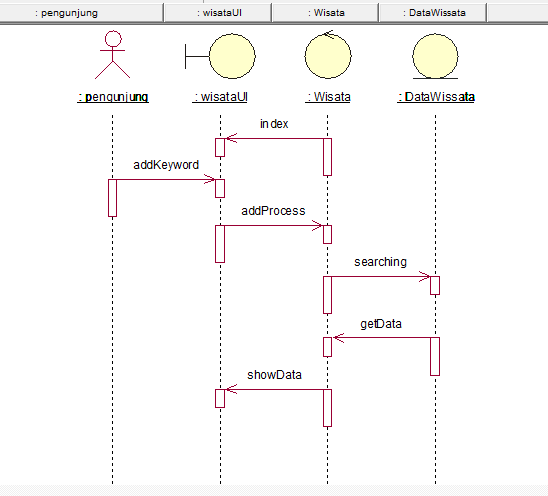 : pengunjung
: wisataUI
: Wisata
: DataWissata
: pengunjung
: wisataUI
: Wisata
: DataWissata
index
addKeyword
addProcess
searching
getData
showData